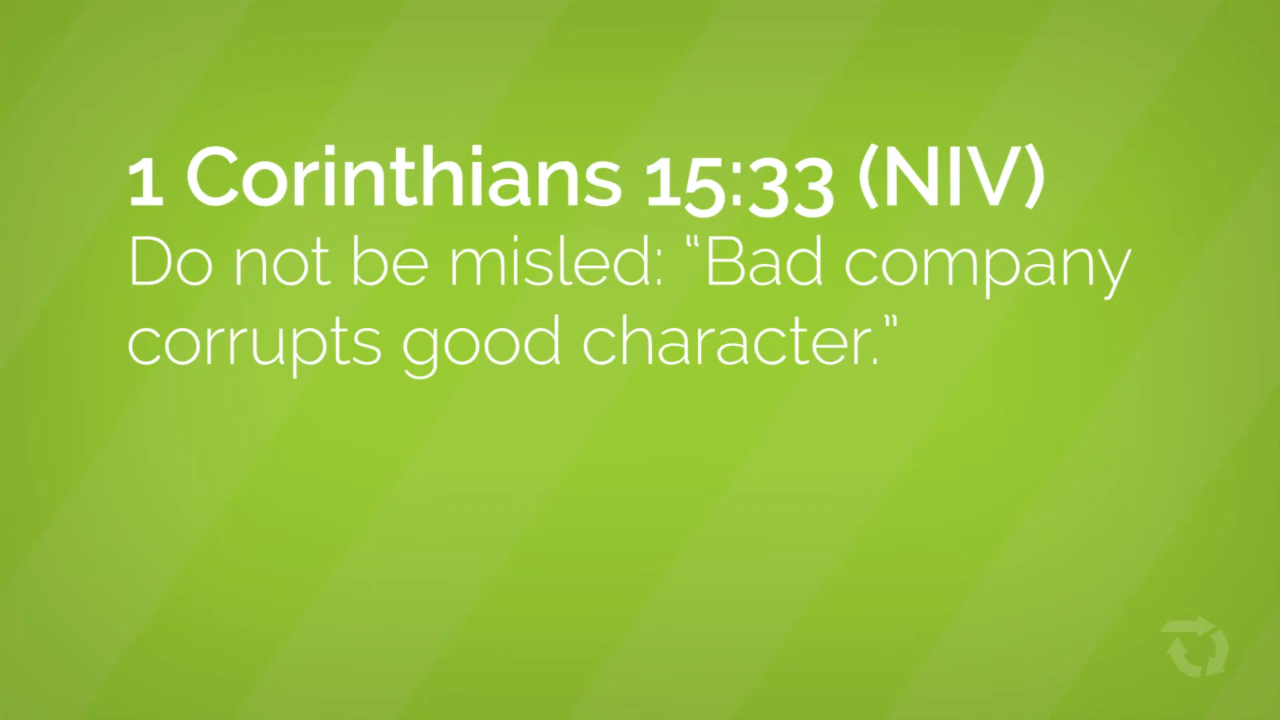 1 Corinthians 15:33 (NIV)
Do not be misled: “Bad company
corrupts good character.”